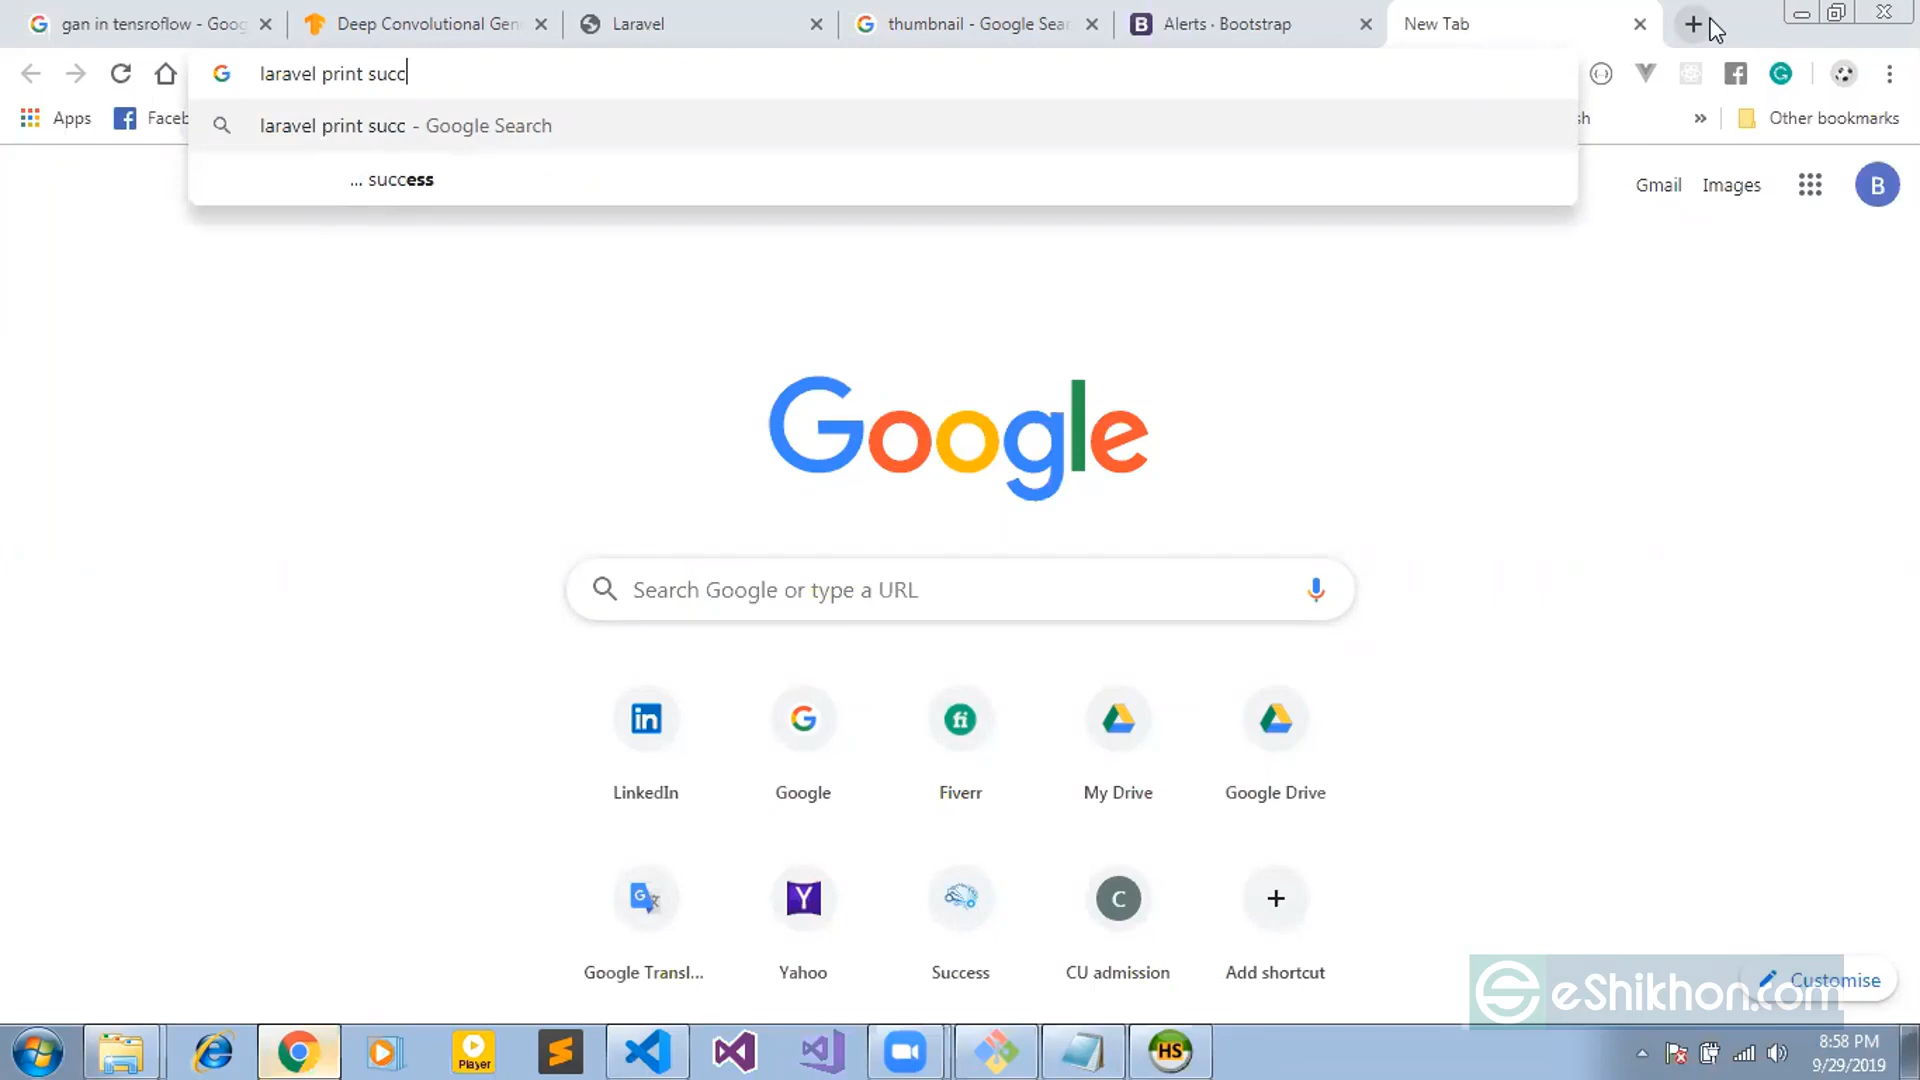 gan in tensroflow - Goog
Deep Convolutional Gen
Laravel
thumbnail - Google Sear
Alerts · Bootstrap
New Tab
laravel print succ
Apps
Faceb
sh
Other bookmarks
laravel print succ - Google Search
... success
Gmail
Images
B
Google
Search Google or type a URL
LinkedIn
Google
Fiverr
My Drive
Google Drive
Google Transl...
Yahoo
Success
C
CU admission
Add shortcut
Customise
eShikhon.com
Player
HS
8:58 PM
9/29/2019